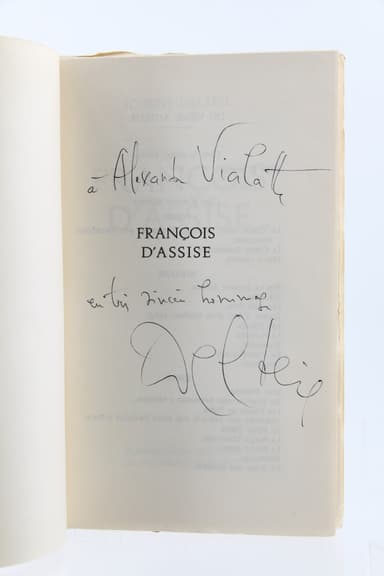 à Alexandre Vialatte
FRANÇOIS
D'ASSISE
en très sincère hommage
Delteil